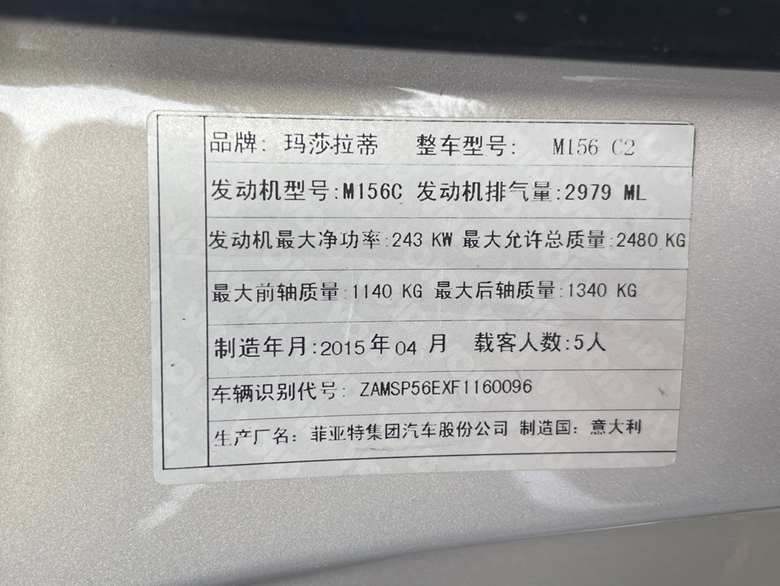 品牌: 玛莎拉蒂 整车型号: M156 C2
发动机型号:M156C 发动机排气量:2979 ML
发动机最大净功率:243 KW 最大允许总质量:2480 KG
最大前轴质量:1140 KG 最大后轴质量:1340 KG
制造年月:2015年04月 载客人数:5人
车辆识别代号: ZAMSP56EXF1160096
生产厂名: 菲亚特集团汽车股份公司 制造国: 意大利